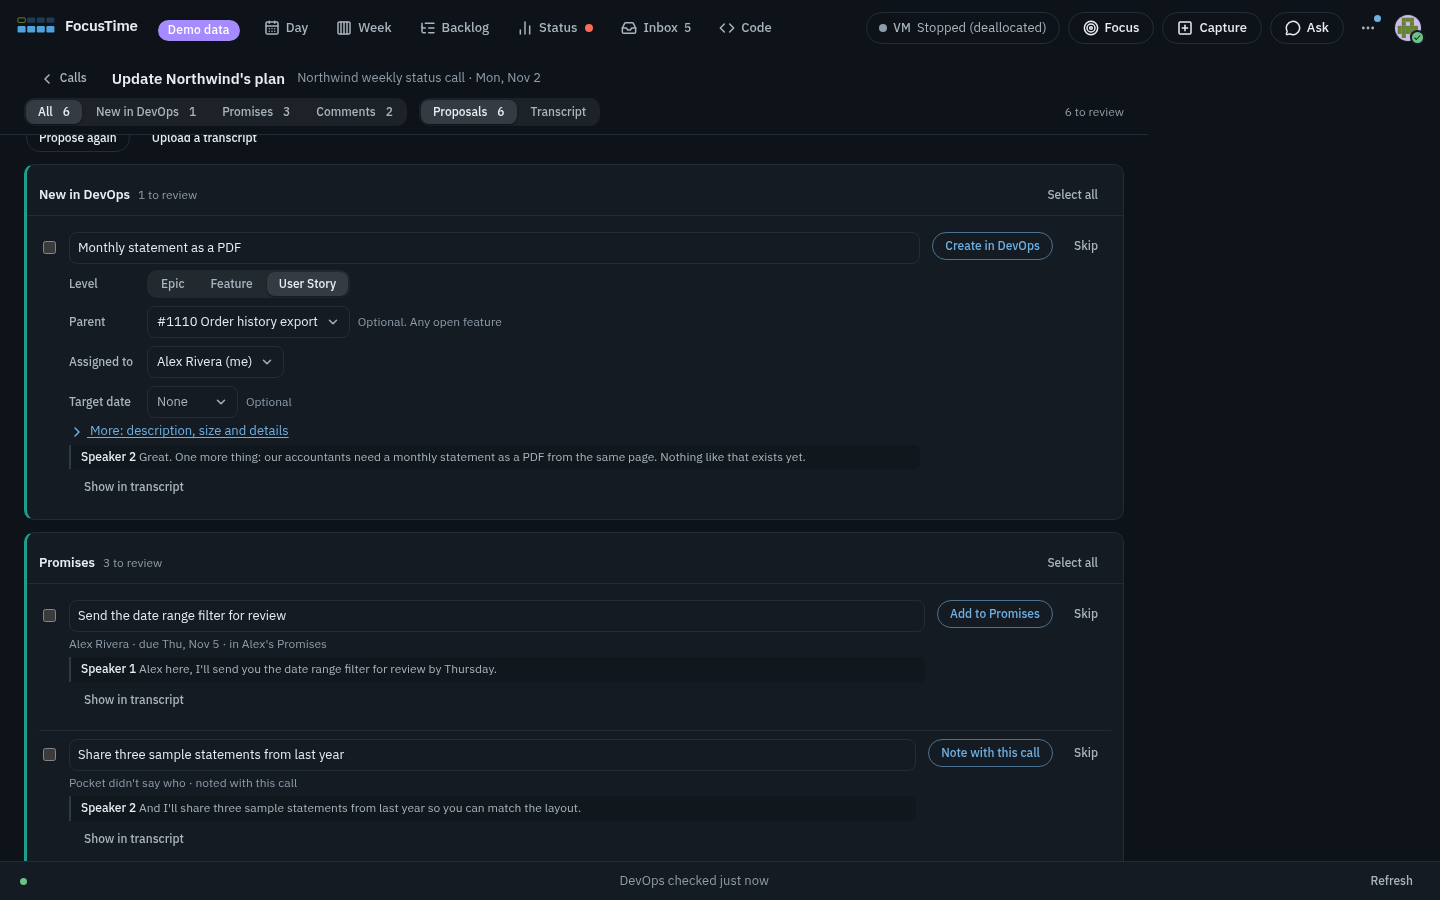 FocusTime
Demo data
Day
Week
Backlog
Status
Inbox 5
Code
VM Stopped (deallocated)
Focus
Capture
Ask
Calls
Update Northwind's plan
Northwind weekly status call · Mon, Nov 2
All 6
New in DevOps 1
Promises 3
Comments 2
Proposals 6
Transcript
6 to review
Propose again
Upload a transcript
New in DevOps 1 to review
Select all
Monthly statement as a PDF
Create in DevOps
Skip
Level
Epic
Feature
User Story
Parent
#1110 Order history export
Optional. Any open feature
Assigned to
Alex Rivera (me)
Target date
None
Optional
More: description, size and details
Speaker 2 Great. One more thing: our accountants need a monthly statement as a PDF from the same page. Nothing like that exists yet.
Show in transcript
Promises 3 to review
Select all
Send the date range filter for review
Add to Promises
Skip
Alex Rivera · due Thu, Nov 5 · in Alex's Promises
Speaker 1 Alex here, I'll send you the date range filter for review by Thursday.
Show in transcript
Share three sample statements from last year
Note with this call
Skip
Pocket didn't say who · noted with this call
Speaker 2 And I'll share three sample statements from last year so you can match the layout.
Show in transcript
DevOps checked just now
Refresh